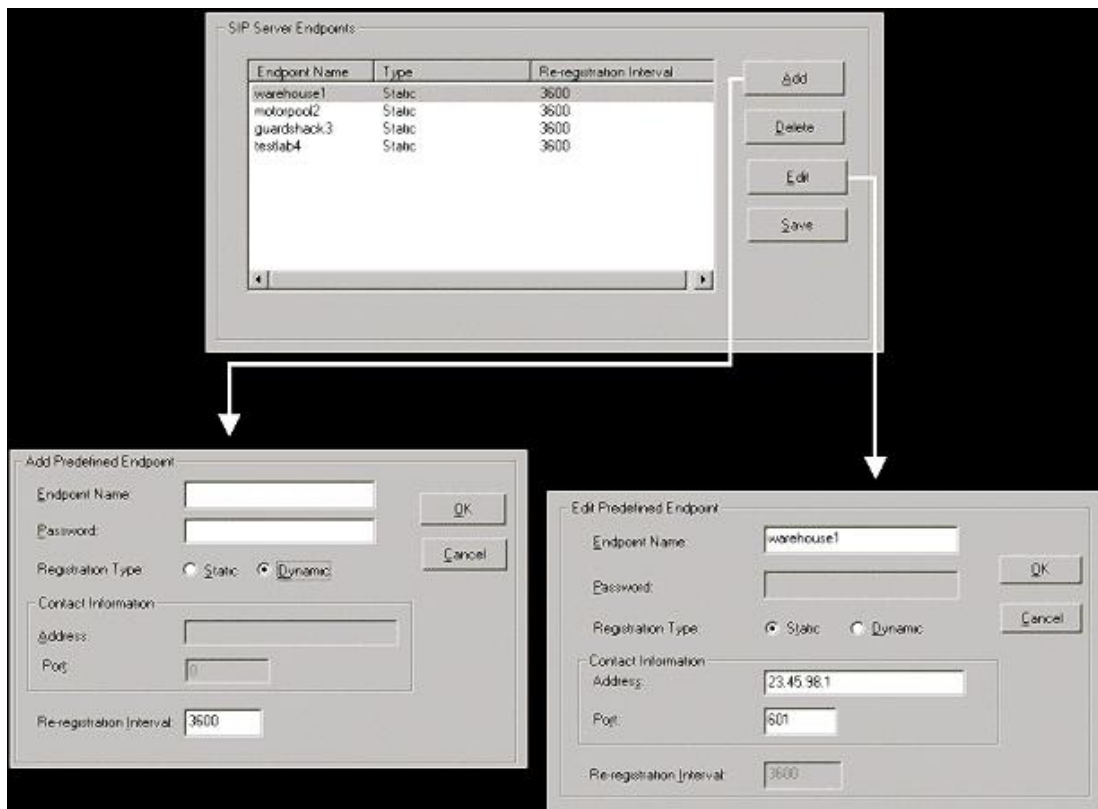 SIP Server Endpoints
Endpoint Name Type Re-registration Interval
warehouse1 Static 3600
motorpool2 Static 3600
guardshack3 Static 3600
testlab4 Static 3600
Add
Delete
Edit
Save
Add Predefined Endpoint
Endpoint Name:
Password:
Registration Type: Static Dynamic
Contact Information
Address:
Port:
0
Re-registration Interval: 3600
OK
Cancel
Edit Predefined Endpoint
Endpoint Name: warehouse1
Password:
Registration Type: Static Dynamic
Contact Information
Address: 23.45.98.1
Port: 601
Re-registration Interval: 3600
OK
Cancel